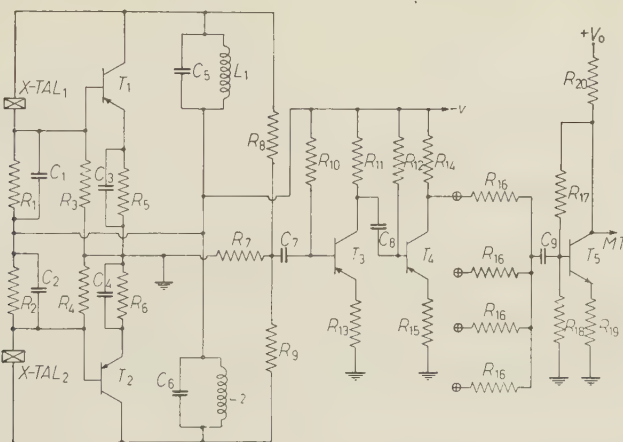 X-TAL1
T1
C5
L1
+V0
R20
R8
-V
C1
R1
R3
C3
R5
R10
R11
R12
R14
R17
R16
C2
R2
R4
C4
R6
R7
C7
T3
C8
T4
R16
C9
T5
MT
R13
R15
R16
R18
R19
X-TAL2
T2
C6
-2
R9
R16